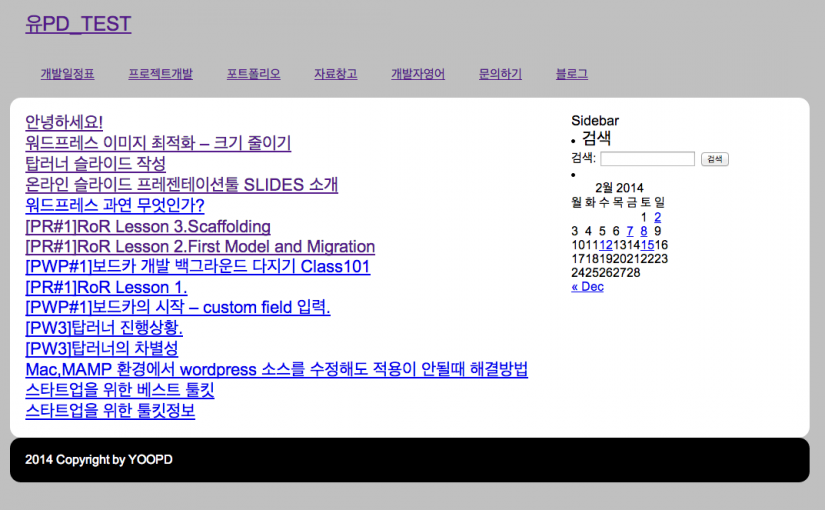 유PD_TEST
개발일정표 프로젝트개발 포트폴리오 자료창고 개발자영어 문의하기 블로그
안녕하세요!
워드프레스 이미지 최적화 – 크기 줄이기
탑러너 슬라이드 작성
온라인 슬라이드 프레젠테이션툴 SLIDES 소개
워드프레스 과연 무엇인가?
[PR#1]RoR Lesson 3.Scaffolding
[PR#1]RoR Lesson 2.First Model and Migration
[PWP#1]보드카 개발 백그라운드 다지기 Class101
[PR#1]RoR Lesson 1.
[PWP#1]보드카의 시작 – custom field 입력.
[PW3]탑러너 진행상황.
[PW3]탑러너의 차별성
Mac,MAMP 환경에서 wordpress 소스를 수정해도 적용이 안될때 해결방법
스타트업을 위한 베스트 툴킷
스타트업을 위한 툴킷정보
Sidebar
검색
검색: 검색
2월 2014
월 화 수 목 금 토 일
1 2
3 4 5 6 7 8 9
10 11 12 13 14 15 16
17 18 19 20 21 22 23
24 25 26 27 28
« Dec
2014 Copyright by YOOPD